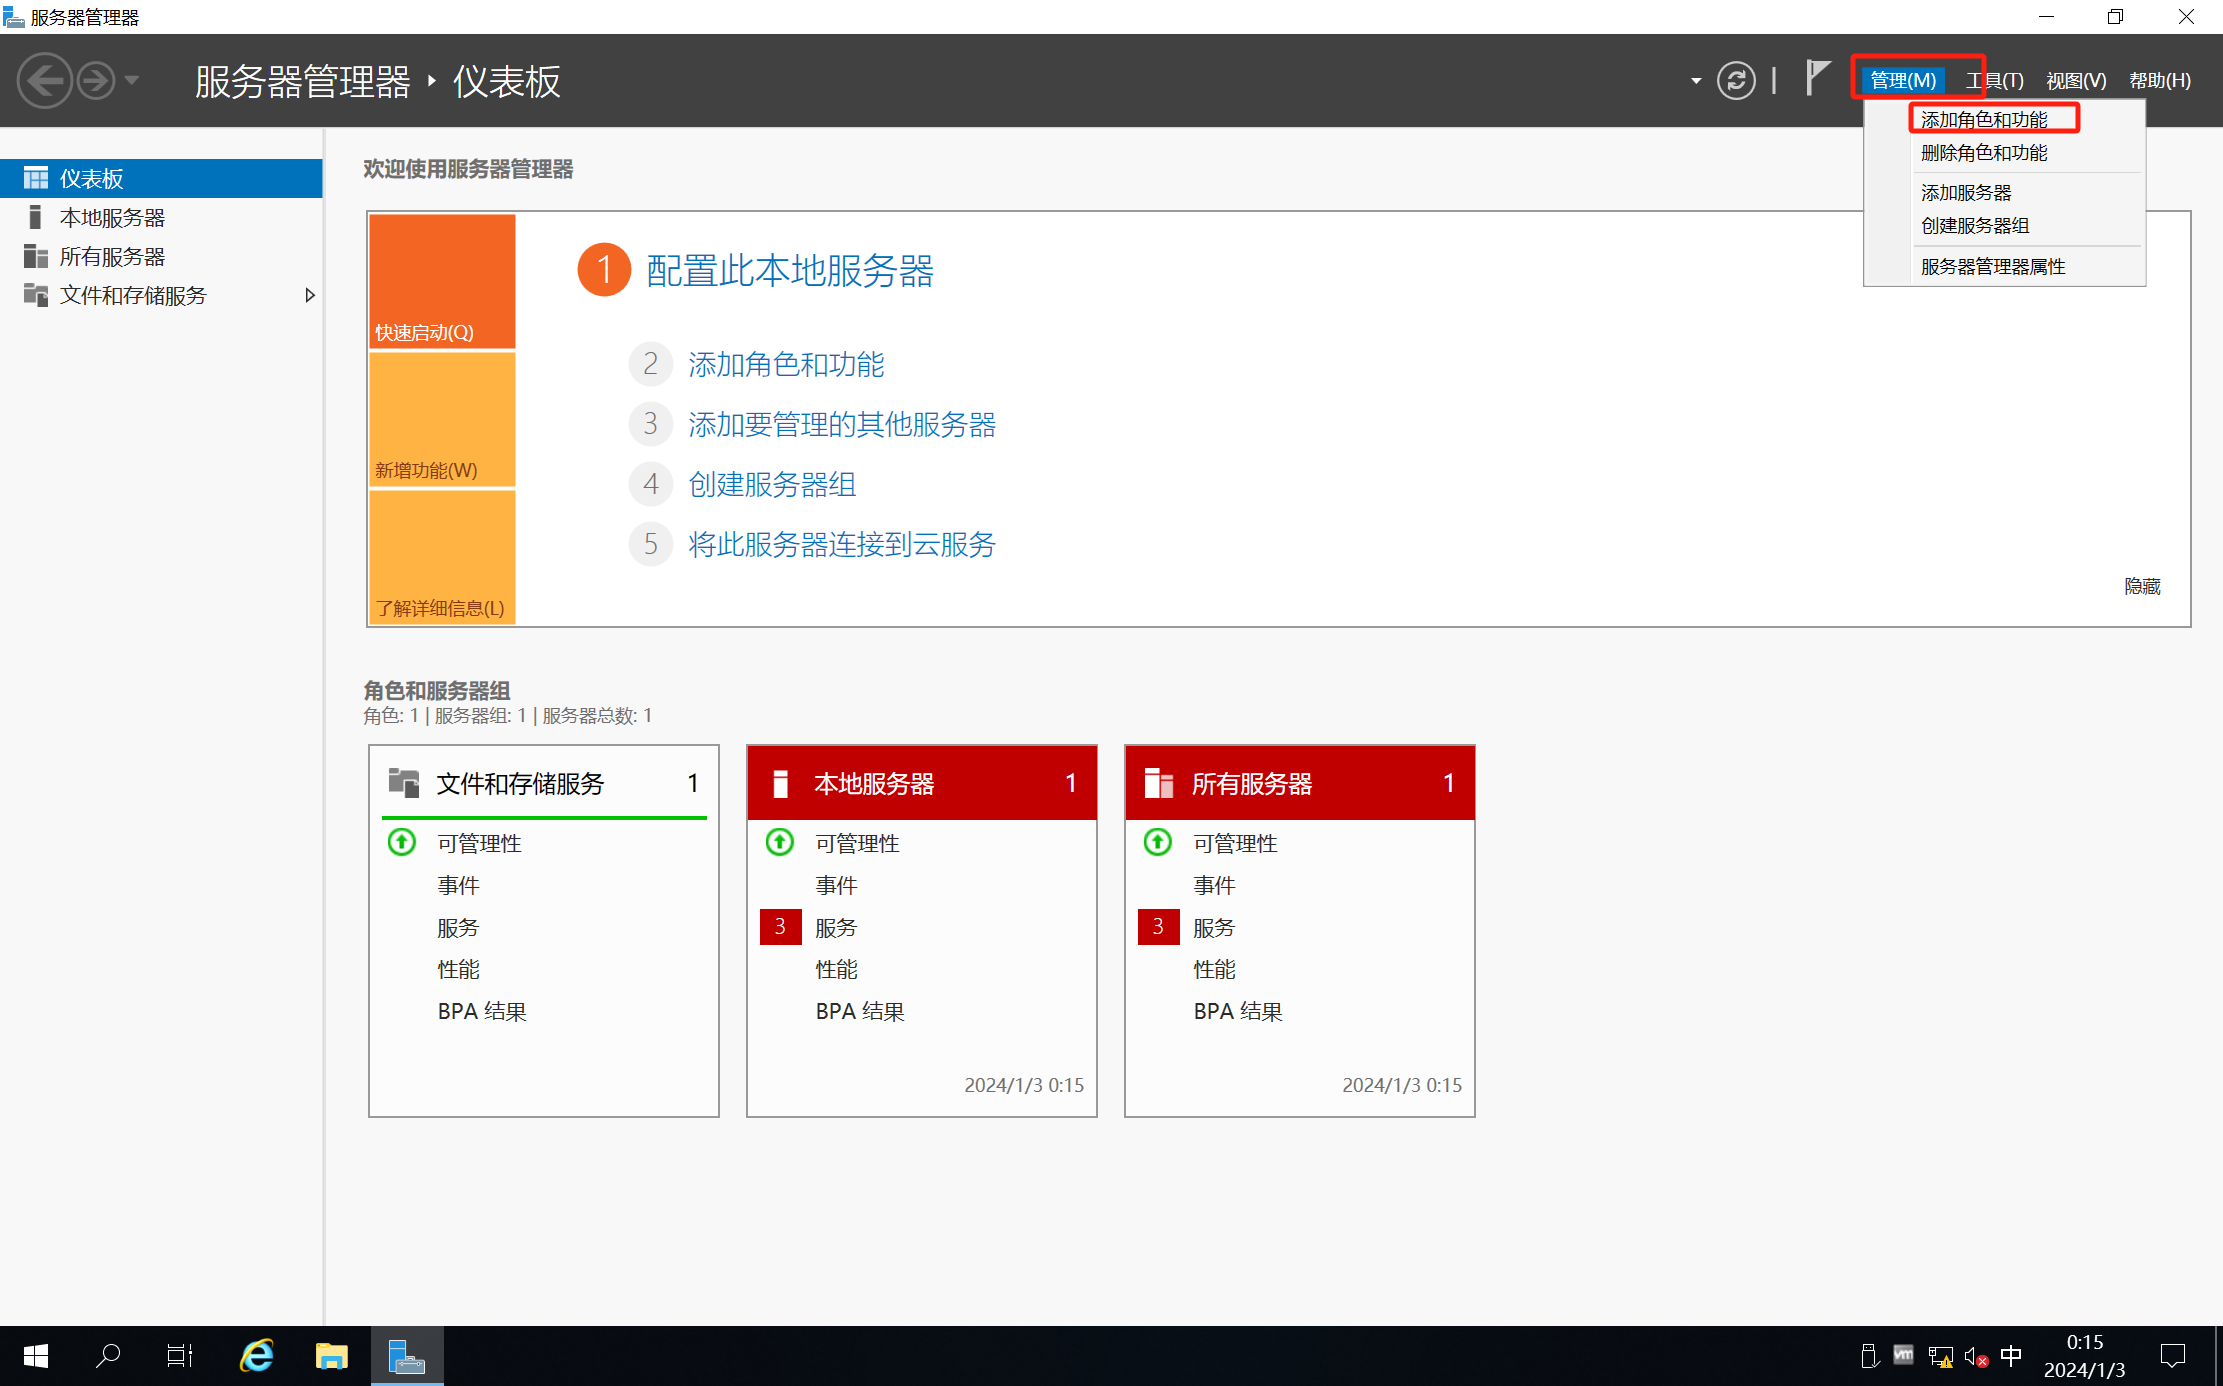 服务器管理器
服务器管理器 ‣ 仪表板
管理(M) 工具(T) 视图(V) 帮助(H)
添加角色和功能
删除角色和功能
添加服务器
创建服务器组
服务器管理器属性
仪表板
本地服务器
所有服务器
文件和存储服务
欢迎使用服务器管理器
快速启动(Q)
新增功能(W)
了解详细信息(L)
1 配置此本地服务器
2 添加角色和功能
3 添加要管理的其他服务器
4 创建服务器组
5 将此服务器连接到云服务
隐藏
角色和服务器组
角色: 1 | 服务器组: 1 | 服务器总数: 1
文件和存储服务 1
可管理性
事件
服务
性能
BPA 结果
本地服务器 1
可管理性
事件
3 服务
性能
BPA 结果
2024/1/3 0:15
所有服务器 1
可管理性
事件
3 服务
性能
BPA 结果
2024/1/3 0:15
vm
中
0:15
2024/1/3